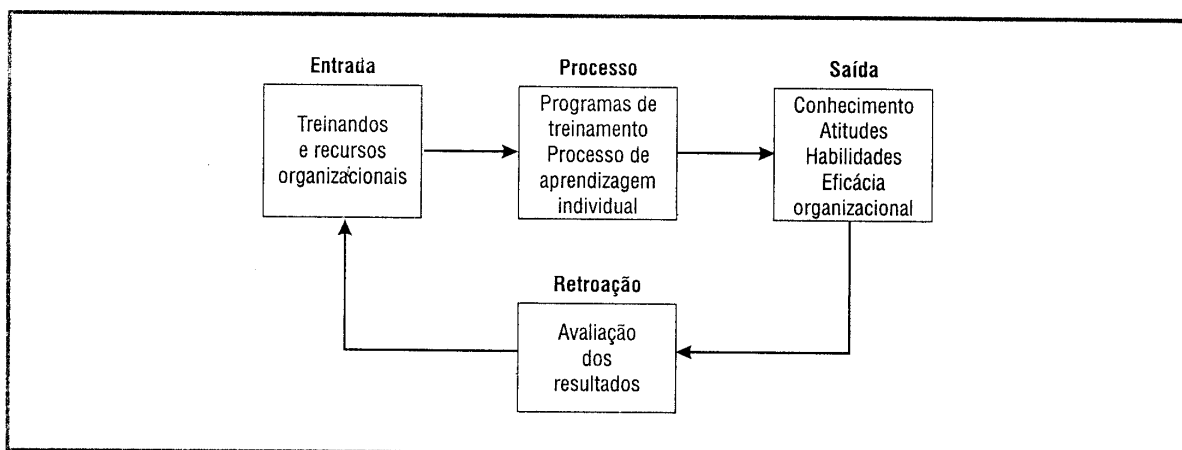 Entrada
Treinandos
e recursos
organizacionais
Processo
Programas de
treinamento
Processo de
aprendizagem
individual
Saída
Conhecimento
Atitudes
Habilidades
Eficácia
organizacional
Retroação
Avaliação
dos
resultados